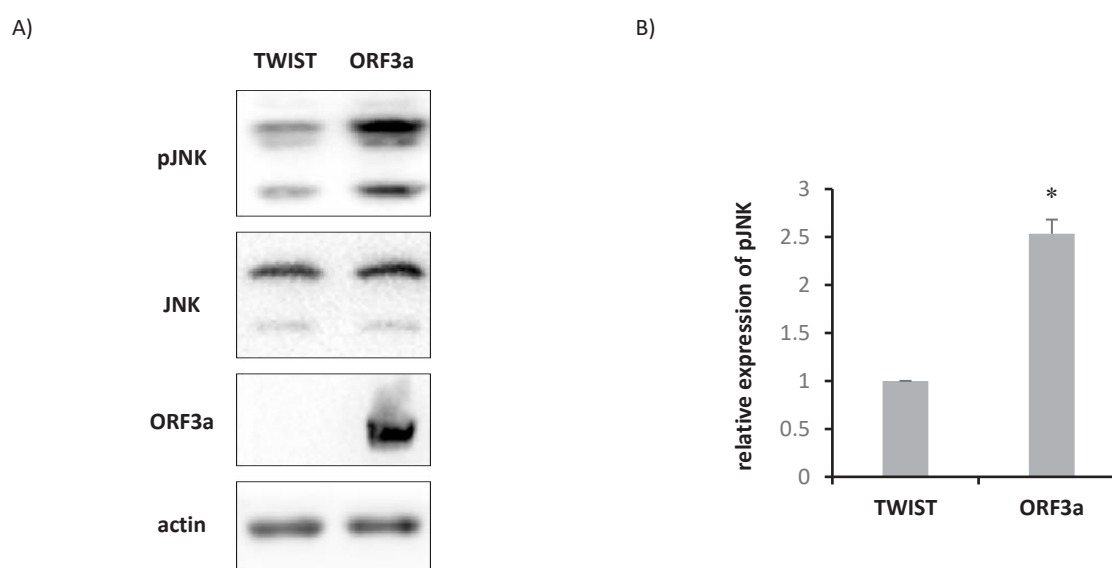 A)
TWIST ORF3a
pJNK
JNK
ORF3a
actin
B)
relative expression of pJNK
3
2.5
2
1.5
1
0.5
0
*
TWIST ORF3a